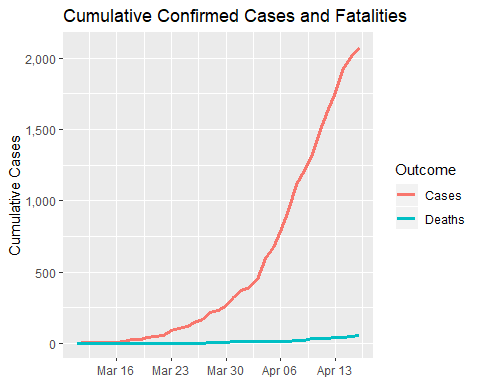 Cumulative Confirmed Cases and Fatalities
Cumulative Cases
2,000
1,500
1,000
500
0
Mar 16 Mar 23 Mar 30 Apr 06 Apr 13
Outcome
Cases
Deaths